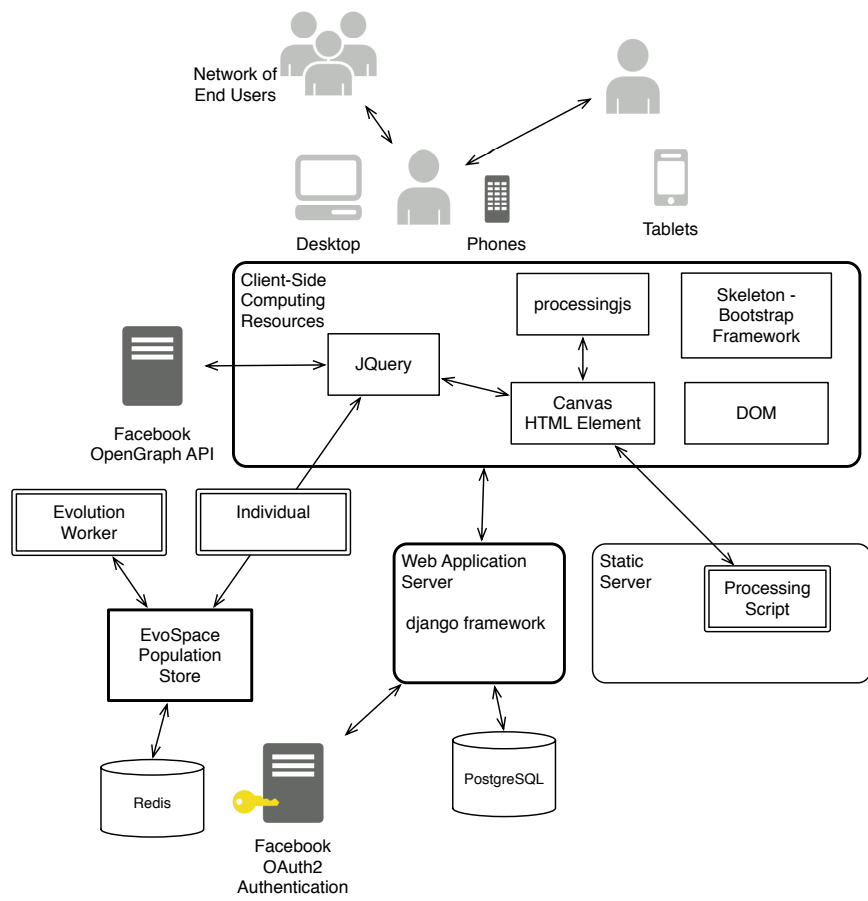 Network of
End Users
Desktop
Phones
Tablets
Client-Side
Computing
Resources
processingjs
Skeleton -
Bootstrap
Framework
JQuery
Canvas
HTML Element
DOM
Facebook
OpenGraph API
Evolution
Worker
Individual
Web Application
Server
django framework
Static
Server
Processing
Script
EvoSpace
Population
Store
Redis
PostgreSQL
Facebook
OAuth2
Authentication